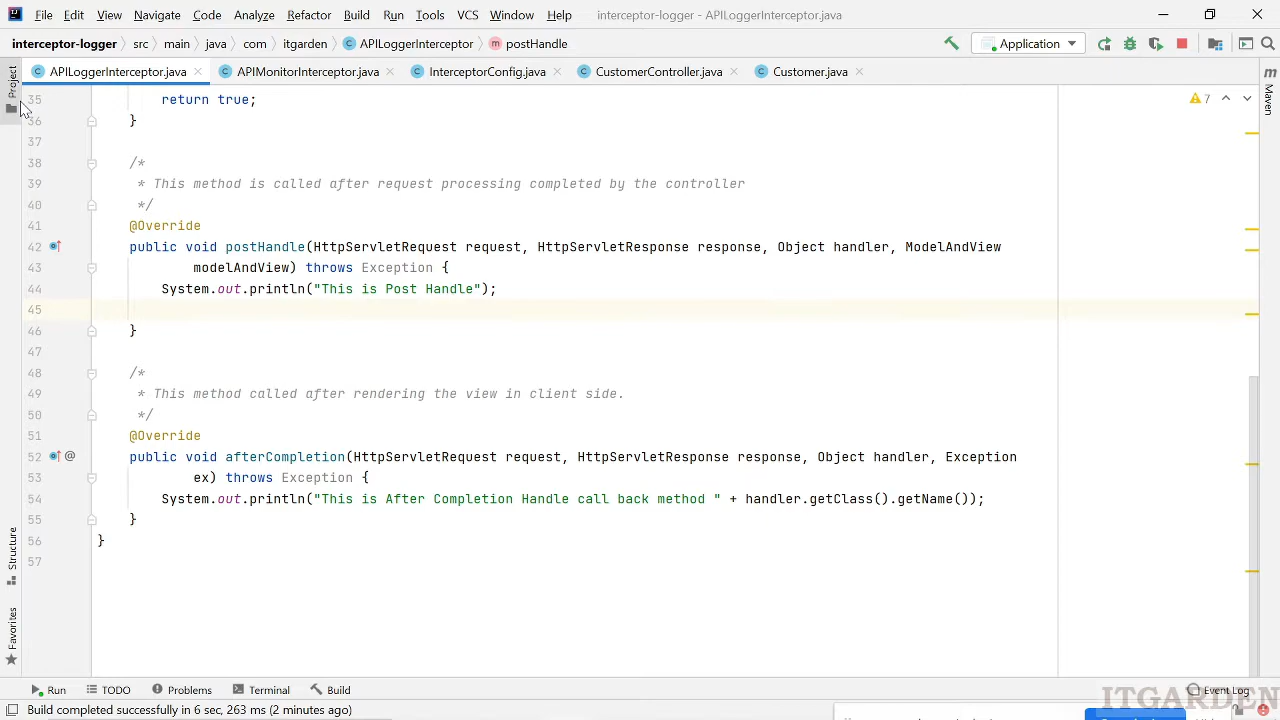 File Edit View Navigate Code Analyze Refactor Build Run Tools VCS Window Help interceptor-logger - APILoggerInterceptor.java
interceptor-logger src main java com itgarden APILoggerInterceptor m postHandle Application
APILoggerInterceptor.java APIMonitorInterceptor.java InterceptorConfig.java CustomerController.java Customer.java
Project
Maven
7
35 return true;
36 }
37
38 /*
39 * This method is called after request processing completed by the controller
40 */
41 @Override
42 public void postHandle(HttpServletRequest request, HttpServletResponse response, Object handler, ModelAndView
43 modelAndView) throws Exception {
44 System.out.println("This is Post Handle");
45
46 }
47
48 /*
49 * This method called after rendering the view in client side.
50 */
51 @Override
52 public void afterCompletion(HttpServletRequest request, HttpServletResponse response, Object handler, Exception
53 ex) throws Exception {
54 System.out.println("This is After Completion Handle call back method " + handler.getClass().getName());
55 }
56 }
57
Structure
Favorites
Run TODO Problems Terminal Build Event Log
ITGARDEN
Build completed successfully in 6 sec, 263 ms (2 minutes ago)